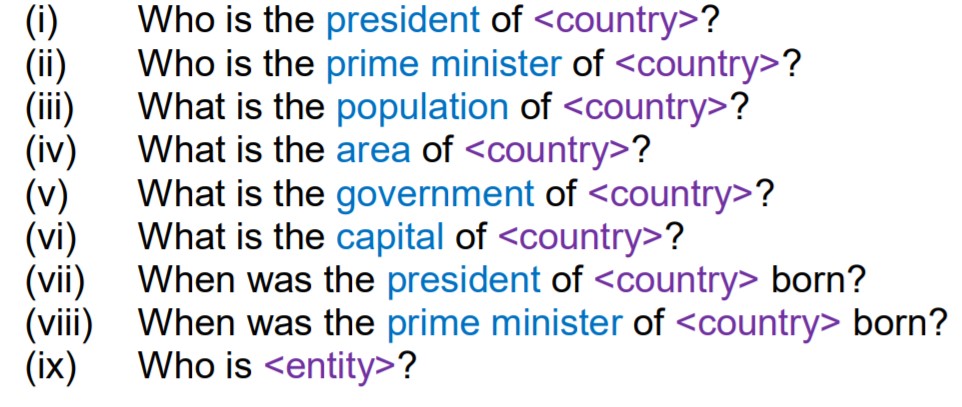 (i) Who is the president of <country>?
(ii) Who is the prime minister of <country>?
(iii) What is the population of <country>?
(iv) What is the area of <country>?
(v) What is the government of <country>?
(vi) What is the capital of <country>?
(vii) When was the president of <country> born?
(viii) When was the prime minister of <country> born?
(ix) Who is <entity>?